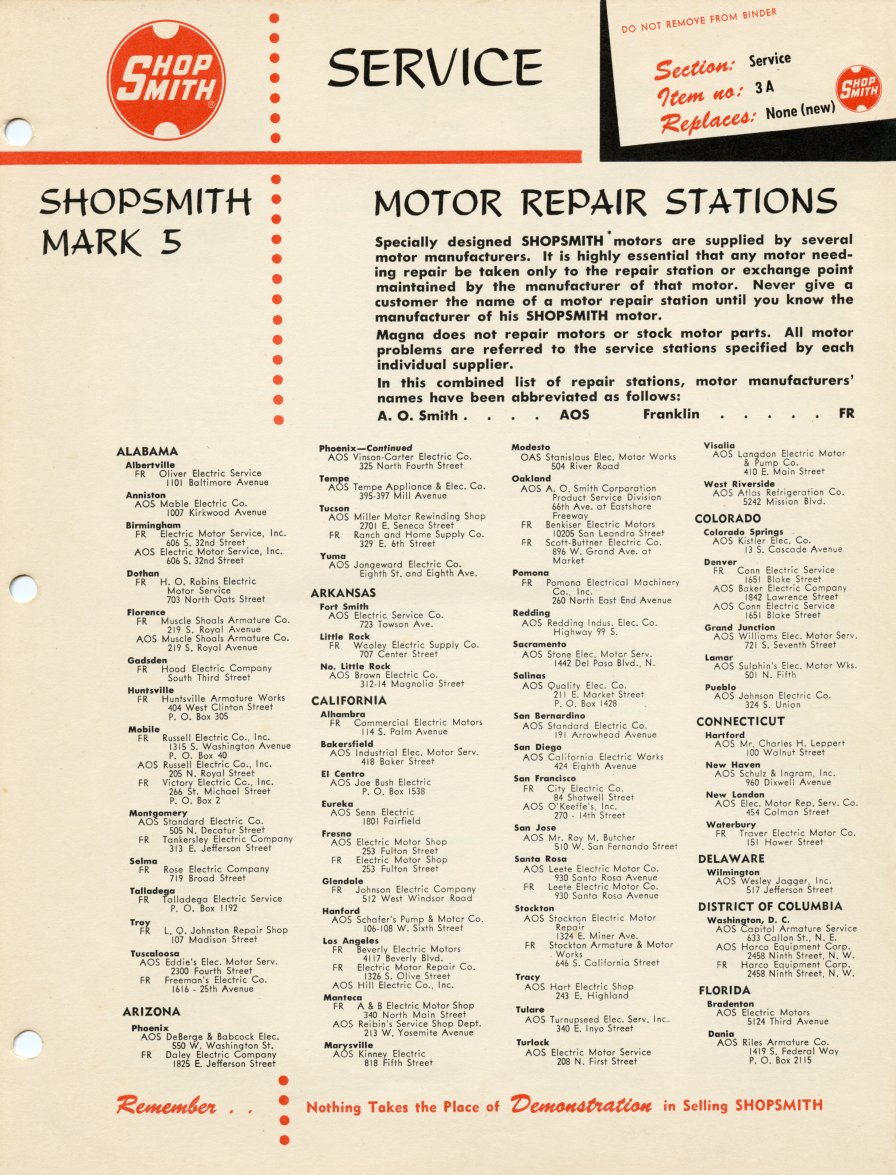 SHOP
SMITH®
SERVICE
DO NOT REMOVE FROM BINDER
Section: Service
Item no: 3 A
Replaces: None (new)
SHOP
SMITH
SHOPSMITH
MARK 5
MOTOR REPAIR STATIONS
Specially designed SHOPSMITH* motors are supplied by several
motor manufacturers. It is highly essential that any motor need-
ing repair be taken only to the repair station or exchange point
maintained by the manufacturer of that motor. Never give a
customer the name of a motor repair station until you know the
manufacturer of his SHOPSMITH motor.
Magna does not repair motors or stock motor parts. All motor
problems are referred to the service stations specified by each
individual supplier.
In this combined list of repair stations, motor manufacturers'
names have been abbreviated as follows:
A. O. Smith . . . . AOS Franklin . . . . . FR
ALABAMA
Albertville
FR Oliver Electric Service
1101 Baltimore Avenue
Anniston
AOS Mable Electric Co.
1007 Kirkwood Avenue
Birmingham
FR Electric Motor Service, Inc.
606 S. 32nd Street
AOS Electric Motor Service, Inc.
606 S. 32nd Street
Dothan
FR H. O. Robins Electric
Motor Service
703 North Oats Street
Florence
FR Muscle Shoals Armature Co.
219 S. Royal Avenue
AOS Muscle Shoals Armature Co.
219 S. Royal Avenue
Gadsden
FR Hood Electric Company
South Third Street
Huntsville
FR Huntsville Armature Works
404 West Clinton Street
P. O. Box 305
Mobile
FR Russell Electric Co., Inc.
1315 S. Washington Avenue
P. O. Box 40
AOS Russell Electric Co., Inc.
205 N. Royal Street
FR Victory Electric Co., Inc.
266 St. Michael Street
P. O. Box 2
Montgomery
AOS Standard Electric Co.
505 N. Decatur Street
FR Tankersley Electric Company
313 E. Jefferson Street
Selma
FR Rose Electric Company
719 Broad Street
Talladega
FR Talladega Electric Service
P. O. Box 1192
Troy
FR L. O. Johnston Repair Shop
107 Madison Street
Tuscaloosa
AOS Eddie's Elec. Motor Serv.
2300 Fourth Street
FR Freeman's Electric Co.
1616 - 25th Avenue
ARIZONA
Phoenix
AOS DeBerge & Babcock Elec.
550 W. Washington St.
FR Daley Electric Company
1825 E. Jefferson Street
Phoenix—Continued
AOS Vinson-Carter Electric Co.
325 North Fourth Street
Tempe
AOS Tempe Appliance & Elec. Co.
395-397 Mill Avenue
Tucson
AOS Miller Motor Rewinding Shop
2701 E. Seneca Street
FR Ranch and Home Supply Co.
329 E. 6th Street
Yuma
AOS Jongeward Electric Co.
Eighth St. and Eighth Ave.
ARKANSAS
Fort Smith
AOS Electric Service Co.
723 Towson Ave.
Little Rock
FR Wooley Electric Supply Co.
707 Center Street
No. Little Rock
AOS Brown Electric Co.
312-14 Magnolia Street
CALIFORNIA
Alhambra
FR Commercial Electric Motors
114 S. Palm Avenue
Bakersfield
AOS Industrial Elec. Motor Serv.
418 Baker Street
El Centro
AOS Joe Bush Electric
P. O. Box 1538
Eureka
AOS Senn Electric
1801 Fairfield
Fresno
AOS Electric Motor Shop
253 Fulton Street
FR Electric Motor Shop
253 Fulton Street
Glendale
FR Johnson Electric Company
512 West Windsor Road
Hanford
AOS Schafer's Pump & Motor Co.
106-108 W. Sixth Street
Los Angeles
FR Beverly Electric Motors
4117 Beverly Blvd.
FR Electric Motor Repair Co.
1326 S. Olive Street
AOS Hill Electric Co., Inc.
Manteca
FR A & B Electric Motor Shop
340 North Main Street
AOS Reibin's Service Shop Dept.
213 W. Yosemite Avenue
Marysville
AOS Kinney Electric
818 Fifth Street
Modesto
OAS Stanislaus Elec. Motor Works
504 River Road
Oakland
AOS A. O. Smith Corporation
Product Service Division
66th Ave. at Eastshore
Freeway
FR Benkiser Electric Motors
10205 San Leandro Street
FR Scott-Buttner Electric Co.
896 W. Grand Ave. at
Market
Pomona
FR Pomona Electrical Machinery
Co., Inc.
260 North East End Avenue
Redding
AOS Redding Indus. Elec. Co.
Highway 99 S.
Sacramento
AOS Stone Elec. Motor Serv.
1442 Del Paso Blvd., N.
Salinas
AOS Quality Elec. Co.
211 E. Market Street
P. O. Box 1428
San Bernardino
AOS Standard Electric Co.
191 Arrowhead Avenue
San Diego
AOS California Electric Works
424 Eighth Avenue
San Francisco
FR City Electric Co.
84 Shotwell Street
AOS O'Keeffe's, Inc.
270 - 14th Street
San Jose
AOS Mr. Roy M. Butcher
510 W. San Fernando Street
Santa Rosa
AOS Leete Electric Motor Co.
930 Santa Rosa Avenue
FR Leete Electric Motor Co.
930 Santa Rosa Avenue
Stockton
AOS Stockton Electric Motor
Repair
1324 E. Miner Ave.
FR Stockton Armature & Motor
Works
646 S. California Street
Tracy
AOS Hart Electric Shop
243 E. Highland
Tulare
AOS Turnupseed Elec. Serv, Inc.
340 E. Inyo Street
Turlock
AOS Electric Motor Service
208 N. First Street
Visalia
AOS Langdon Electric Motor
& Pump Co.
410 E. Main Street
West Riverside
AOS Atlas Refrigeration Co.
5242 Mission Blvd.
COLORADO
Colorado Springs
AOS Kistler Elec. Co.
13 S. Cascade Avenue
Denver
FR Conn Electric Service
1651 Blake Street
AOS Baker Electric Company
1842 Lawrence Street
AOS Conn Electric Service
1651 Blake Street
Grand Junction
AOS Williams Elec. Motor Serv.
721 S. Seventh Street
Lamar
AOS Sulphin's Elec. Motor Wks.
501 N. Fifth
Pueblo
AOS Johnson Electric Co.
324 S. Union
CONNECTICUT
Hartford
AOS Mr. Charles H. Leppert
100 Walnut Street
New Haven
AOS Schulz & Ingram, Inc.
960 Dixwell Avenue
New London
AOS Elec. Motor Rep. Serv. Co.
454 Colman Street
Waterbury
FR Traver Electric Motor Co.
151 Hower Street
DELAWARE
Wilmington
AOS Wesley Jagger, Inc.
517 Jefferson Street
DISTRICT OF COLUMBIA
Washington, D. C.
AOS Capitol Armature Service
633 Callon St., N. E.
AOS Harco Equipment Corp.
2458 Ninth Street, N. W.
FR Harco Equipment Corp.
2458 Ninth Street, N. W.
FLORIDA
Bradenton
AOS Electric Motors
5124 Third Avenue
Dania
AOS Riles Armature Co.
1419 S. Federal Way
P. O. Box 2115
Remember . . Nothing Takes the Place of Demonstration in Selling SHOPSMITH